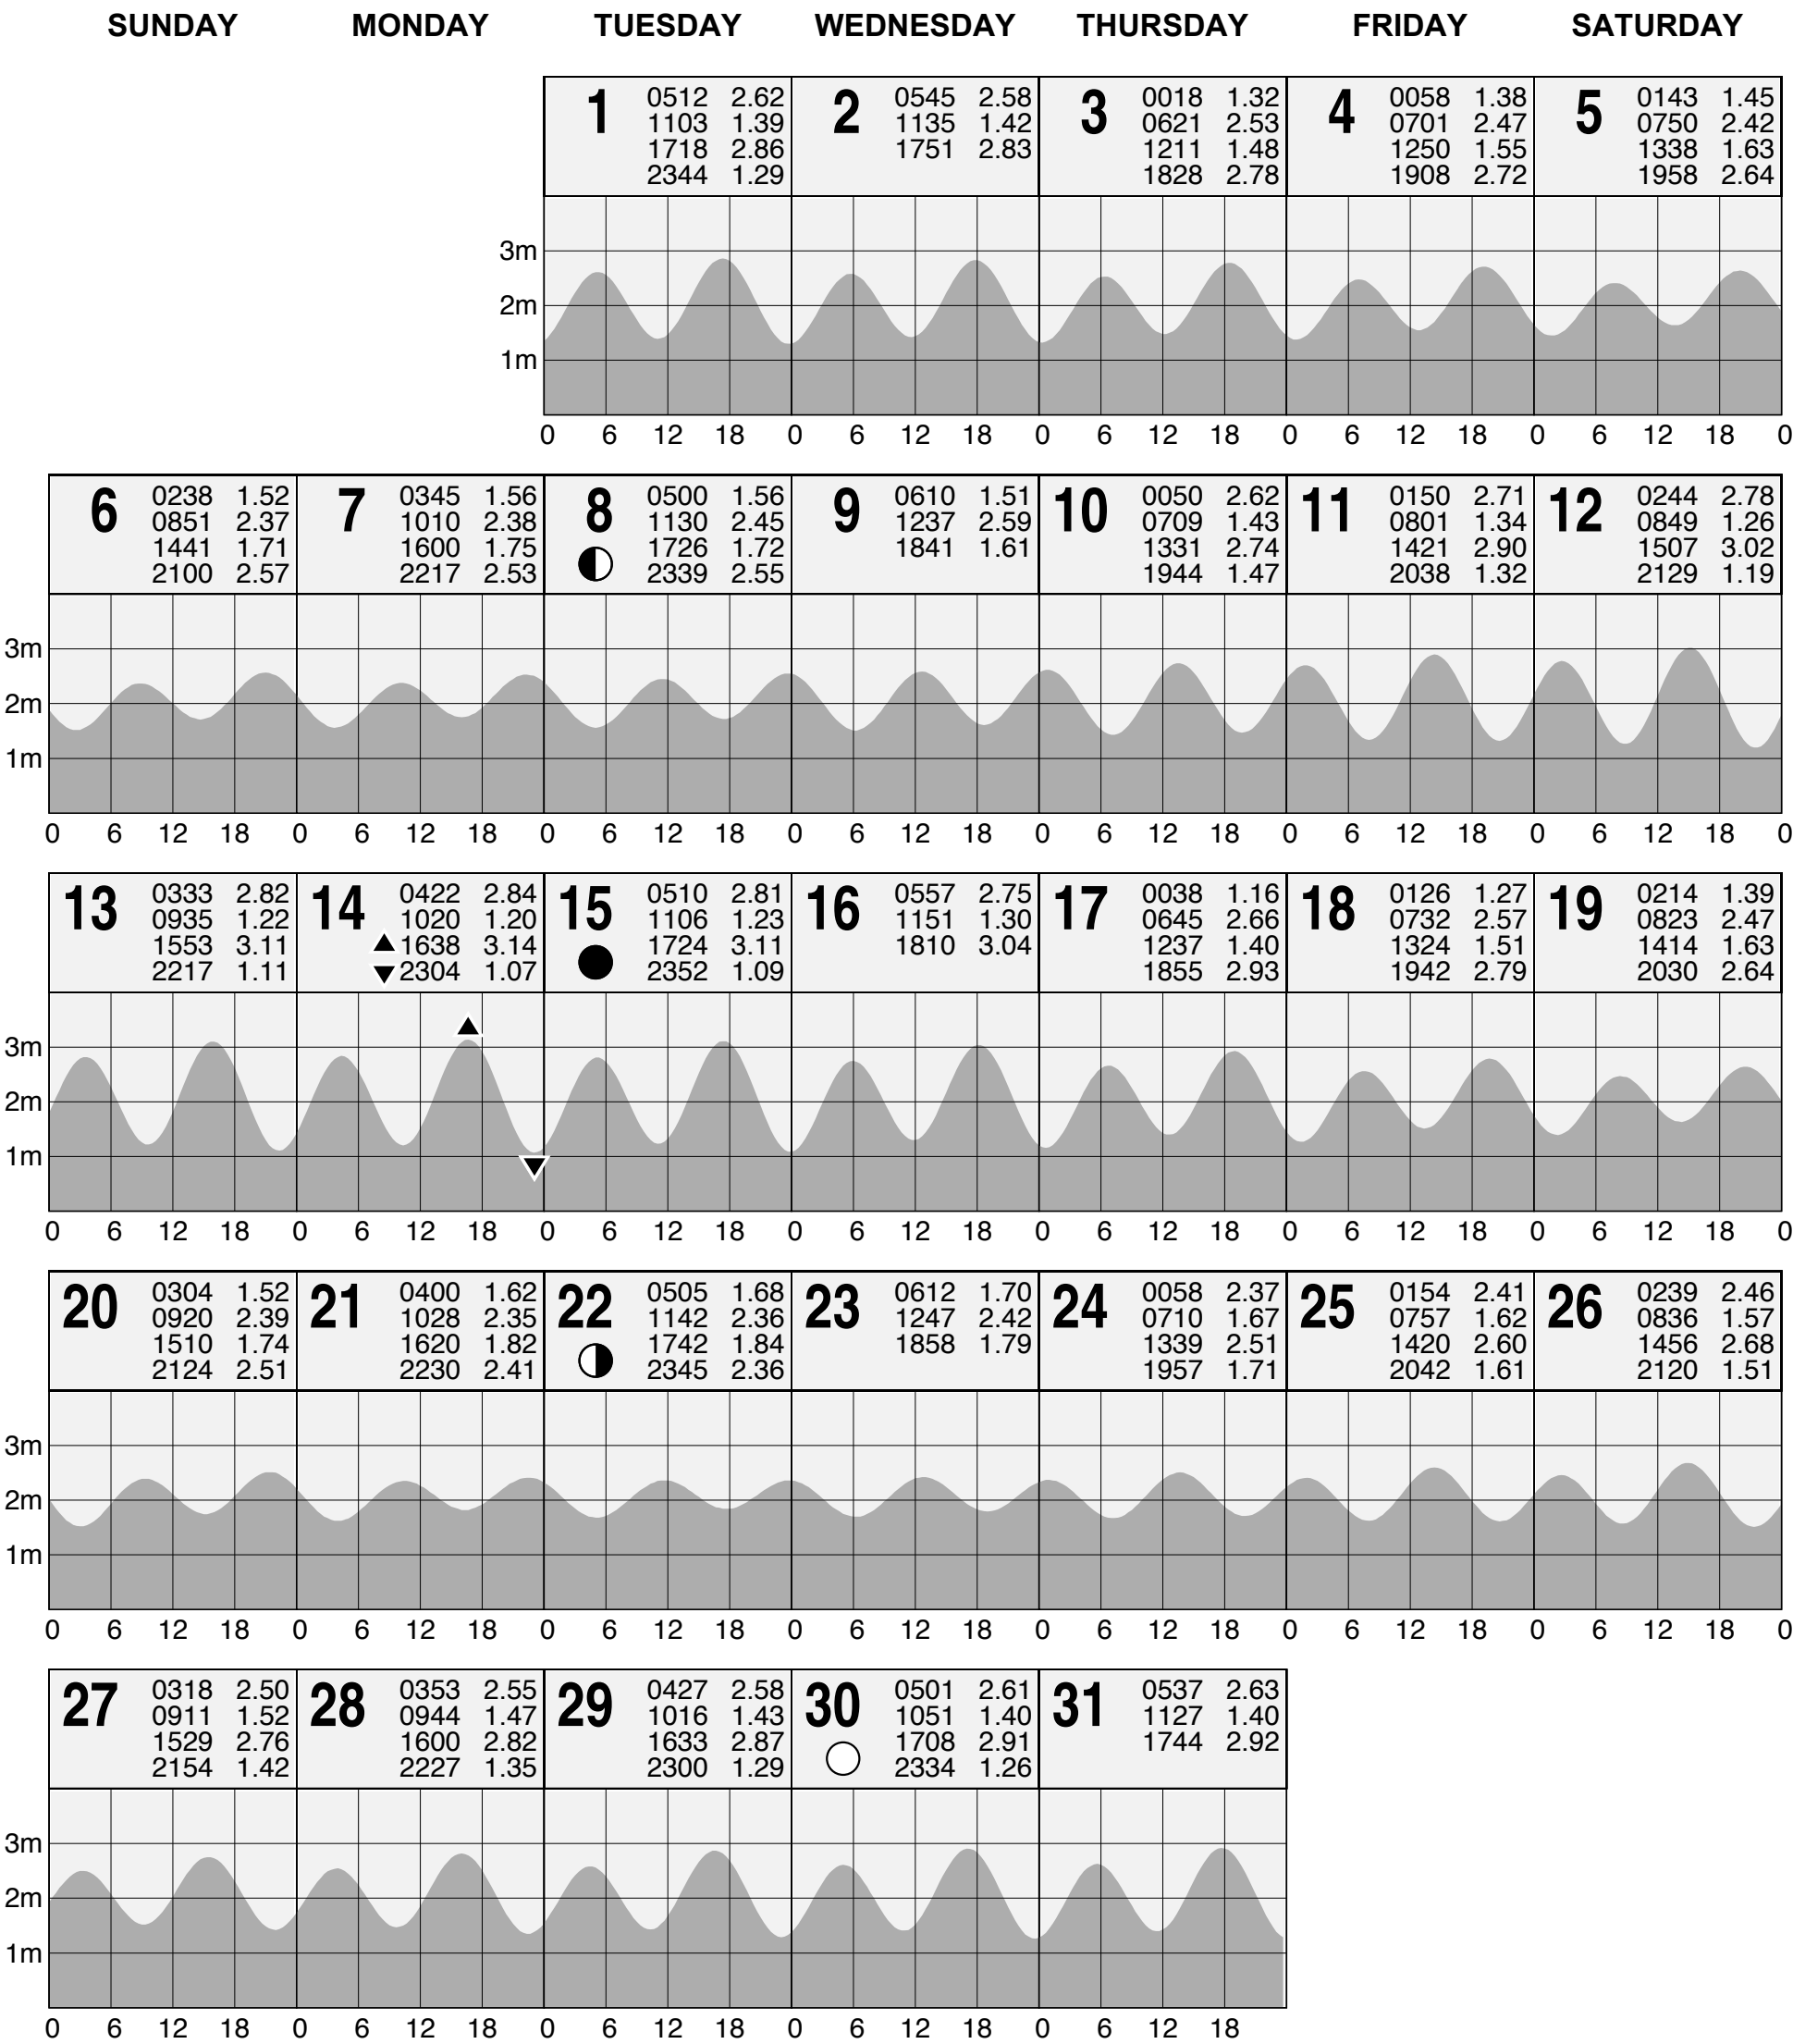 SUNDAY MONDAY TUESDAY WEDNESDAY THURSDAY FRIDAY SATURDAY
1 0512 2.62
1103 1.39
1718 2.86
2344 1.29
2 0545 2.58
1135 1.42
1751 2.83
3 0018 1.32
0621 2.53
1211 1.48
1828 2.78
4 0058 1.38
0701 2.47
1250 1.55
1908 2.72
5 0143 1.45
0750 2.42
1338 1.63
1958 2.64
3m
2m
1m
0 6 12 18 0 6 12 18 0 6 12 18 0 6 12 18 0 6 12 18 0
6 0238 1.52
0851 2.37
1441 1.71
2100 2.57
7 0345 1.56
1010 2.38
1600 1.75
2217 2.53
8 0500 1.56
1130 2.45
1726 1.72
2339 2.55
9 0610 1.51
1237 2.59
1841 1.61
10 0050 2.62
0709 1.43
1331 2.74
1944 1.47
11 0150 2.71
0801 1.34
1421 2.90
2038 1.32
12 0244 2.78
0849 1.26
1507 3.02
2129 1.19
3m
2m
1m
0 6 12 18 0 6 12 18 0 6 12 18 0 6 12 18 0 6 12 18 0 6 12 18 0 6 12 18 0
13 0333 2.82
0935 1.22
1553 3.11
2217 1.11
14 0422 2.84
1020 1.20
▲ 1638 3.14
▼ 2304 1.07
15 0510 2.81
1106 1.23
1724 3.11
2352 1.09
16 0557 2.75
1151 1.30
1810 3.04
17 0038 1.16
0645 2.66
1237 1.40
1855 2.93
18 0126 1.27
0732 2.57
1324 1.51
1942 2.79
19 0214 1.39
0823 2.47
1414 1.63
2030 2.64
3m
2m
1m
0 6 12 18 0 6 12 18 0 6 12 18 0 6 12 18 0 6 12 18 0 6 12 18 0 6 12 18 0
20 0304 1.52
0920 2.39
1510 1.74
2124 2.51
21 0400 1.62
1028 2.35
1620 1.82
2230 2.41
22 0505 1.68
1142 2.36
1742 1.84
2345 2.36
23 0612 1.70
1247 2.42
1858 1.79
24 0058 2.37
0710 1.67
1339 2.51
1957 1.71
25 0154 2.41
0757 1.62
1420 2.60
2042 1.61
26 0239 2.46
0836 1.57
1456 2.68
2120 1.51
3m
2m
1m
0 6 12 18 0 6 12 18 0 6 12 18 0 6 12 18 0 6 12 18 0 6 12 18 0 6 12 18 0
27 0318 2.50
0911 1.52
1529 2.76
2154 1.42
28 0353 2.55
0944 1.47
1600 2.82
2227 1.35
29 0427 2.58
1016 1.43
1633 2.87
2300 1.29
30 0501 2.61
1051 1.40
1708 2.91
2334 1.26
31 0537 2.63
1127 1.40
1744 2.92
3m
2m
1m
0 6 12 18 0 6 12 18 0 6 12 18 0 6 12 18 0 6 12 18